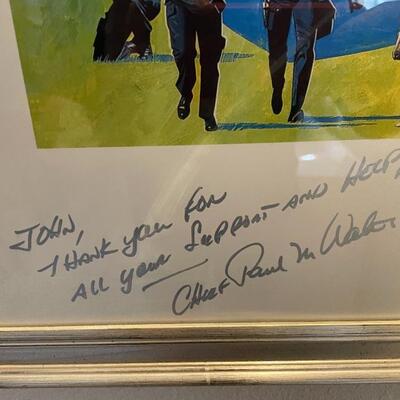 JOHN,
THANK YOU FOR
ALL YOUR SUPPORT AND HELP,
CHIEF Paul M Walters